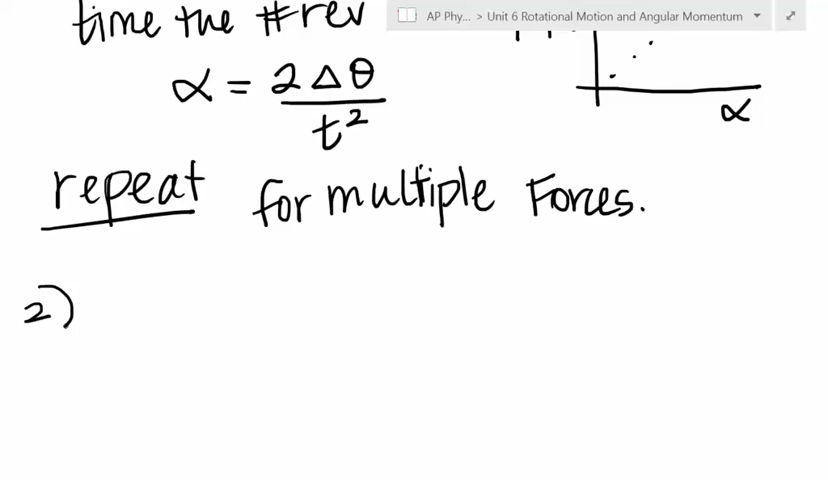 AP Phy... > Unit 6 Rotational Motion and Angular Momentum
time the #rev
α = 2Δθ / t²
α
repeat for multiple Forces.
2)